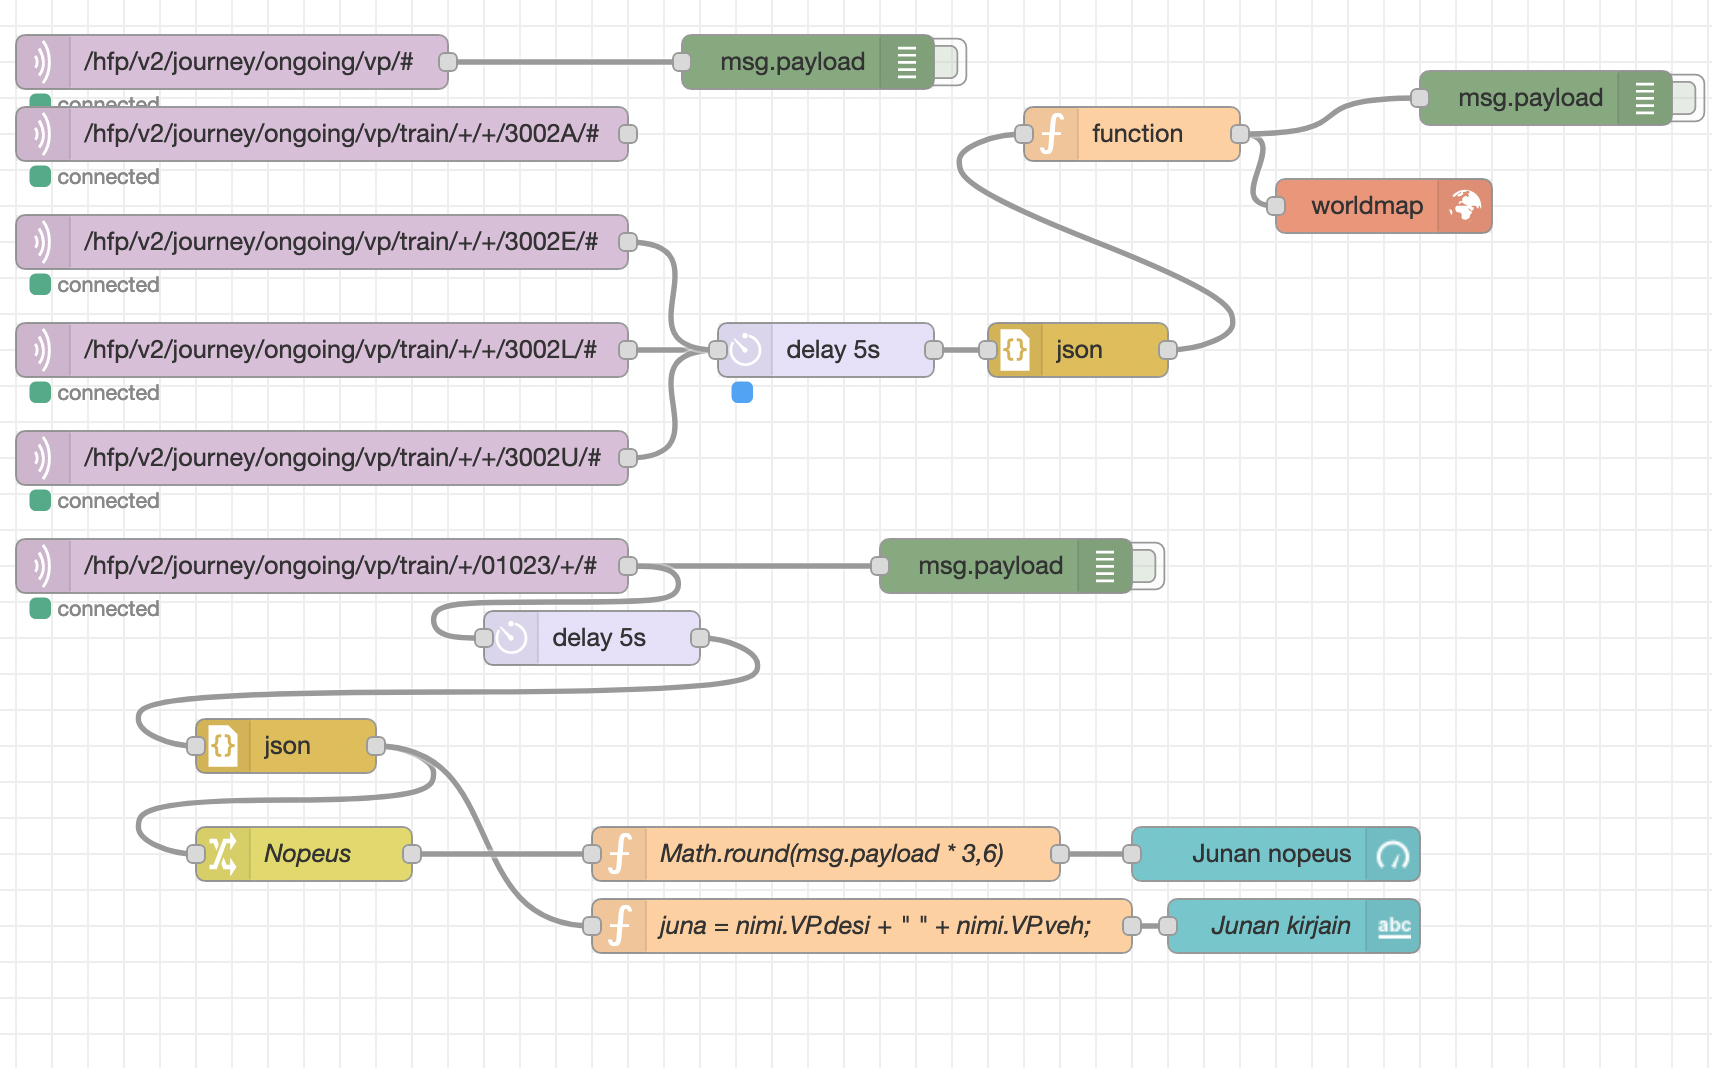 /hfp/v2/journey/ongoing/vp/#
msg.payload
connected
msg.payload
/hfp/v2/journey/ongoing/vp/train/+/+/3002A/#
function
connected
worldmap
/hfp/v2/journey/ongoing/vp/train/+/+/3002E/#
connected
/hfp/v2/journey/ongoing/vp/train/+/+/3002L/#
delay 5s
{}
json
connected
/hfp/v2/journey/ongoing/vp/train/+/+/3002U/#
connected
/hfp/v2/journey/ongoing/vp/train/+/01023/+/#
msg.payload
connected
delay 5s
{}
json
Nopeus
Math.round(msg.payload * 3,6)
Junan nopeus
juna = nimi.VP.desi + " " + nimi.VP.veh;
Junan kirjain
abc